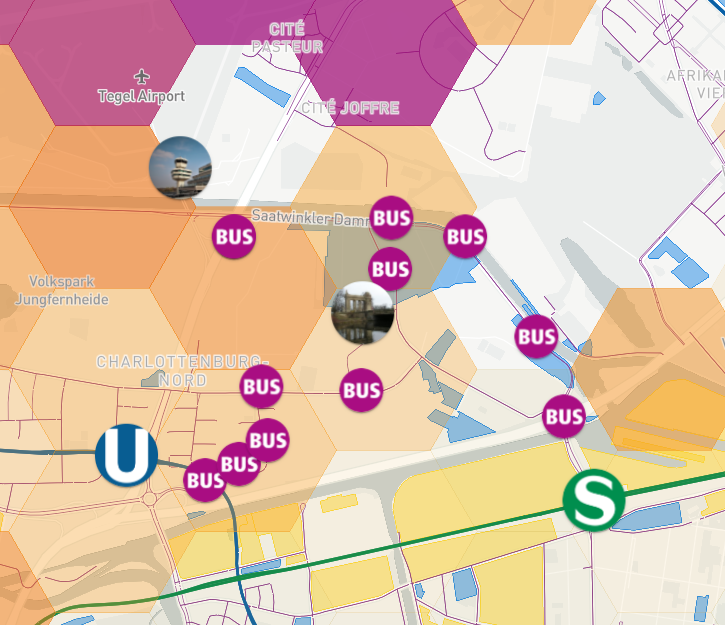 CITÉ
PASTEUR
Tegel Airport
CITÉ JOFFRE
AFRIKA
VIE
Saatwinkler Damm
BUS
BUS
BUS
BUS
Volkspark
Jungfernheide
BUS
CHARLOTTENBURG-
NORD
BUS
BUS
BUS
BUS
U
BUS
BUS
S